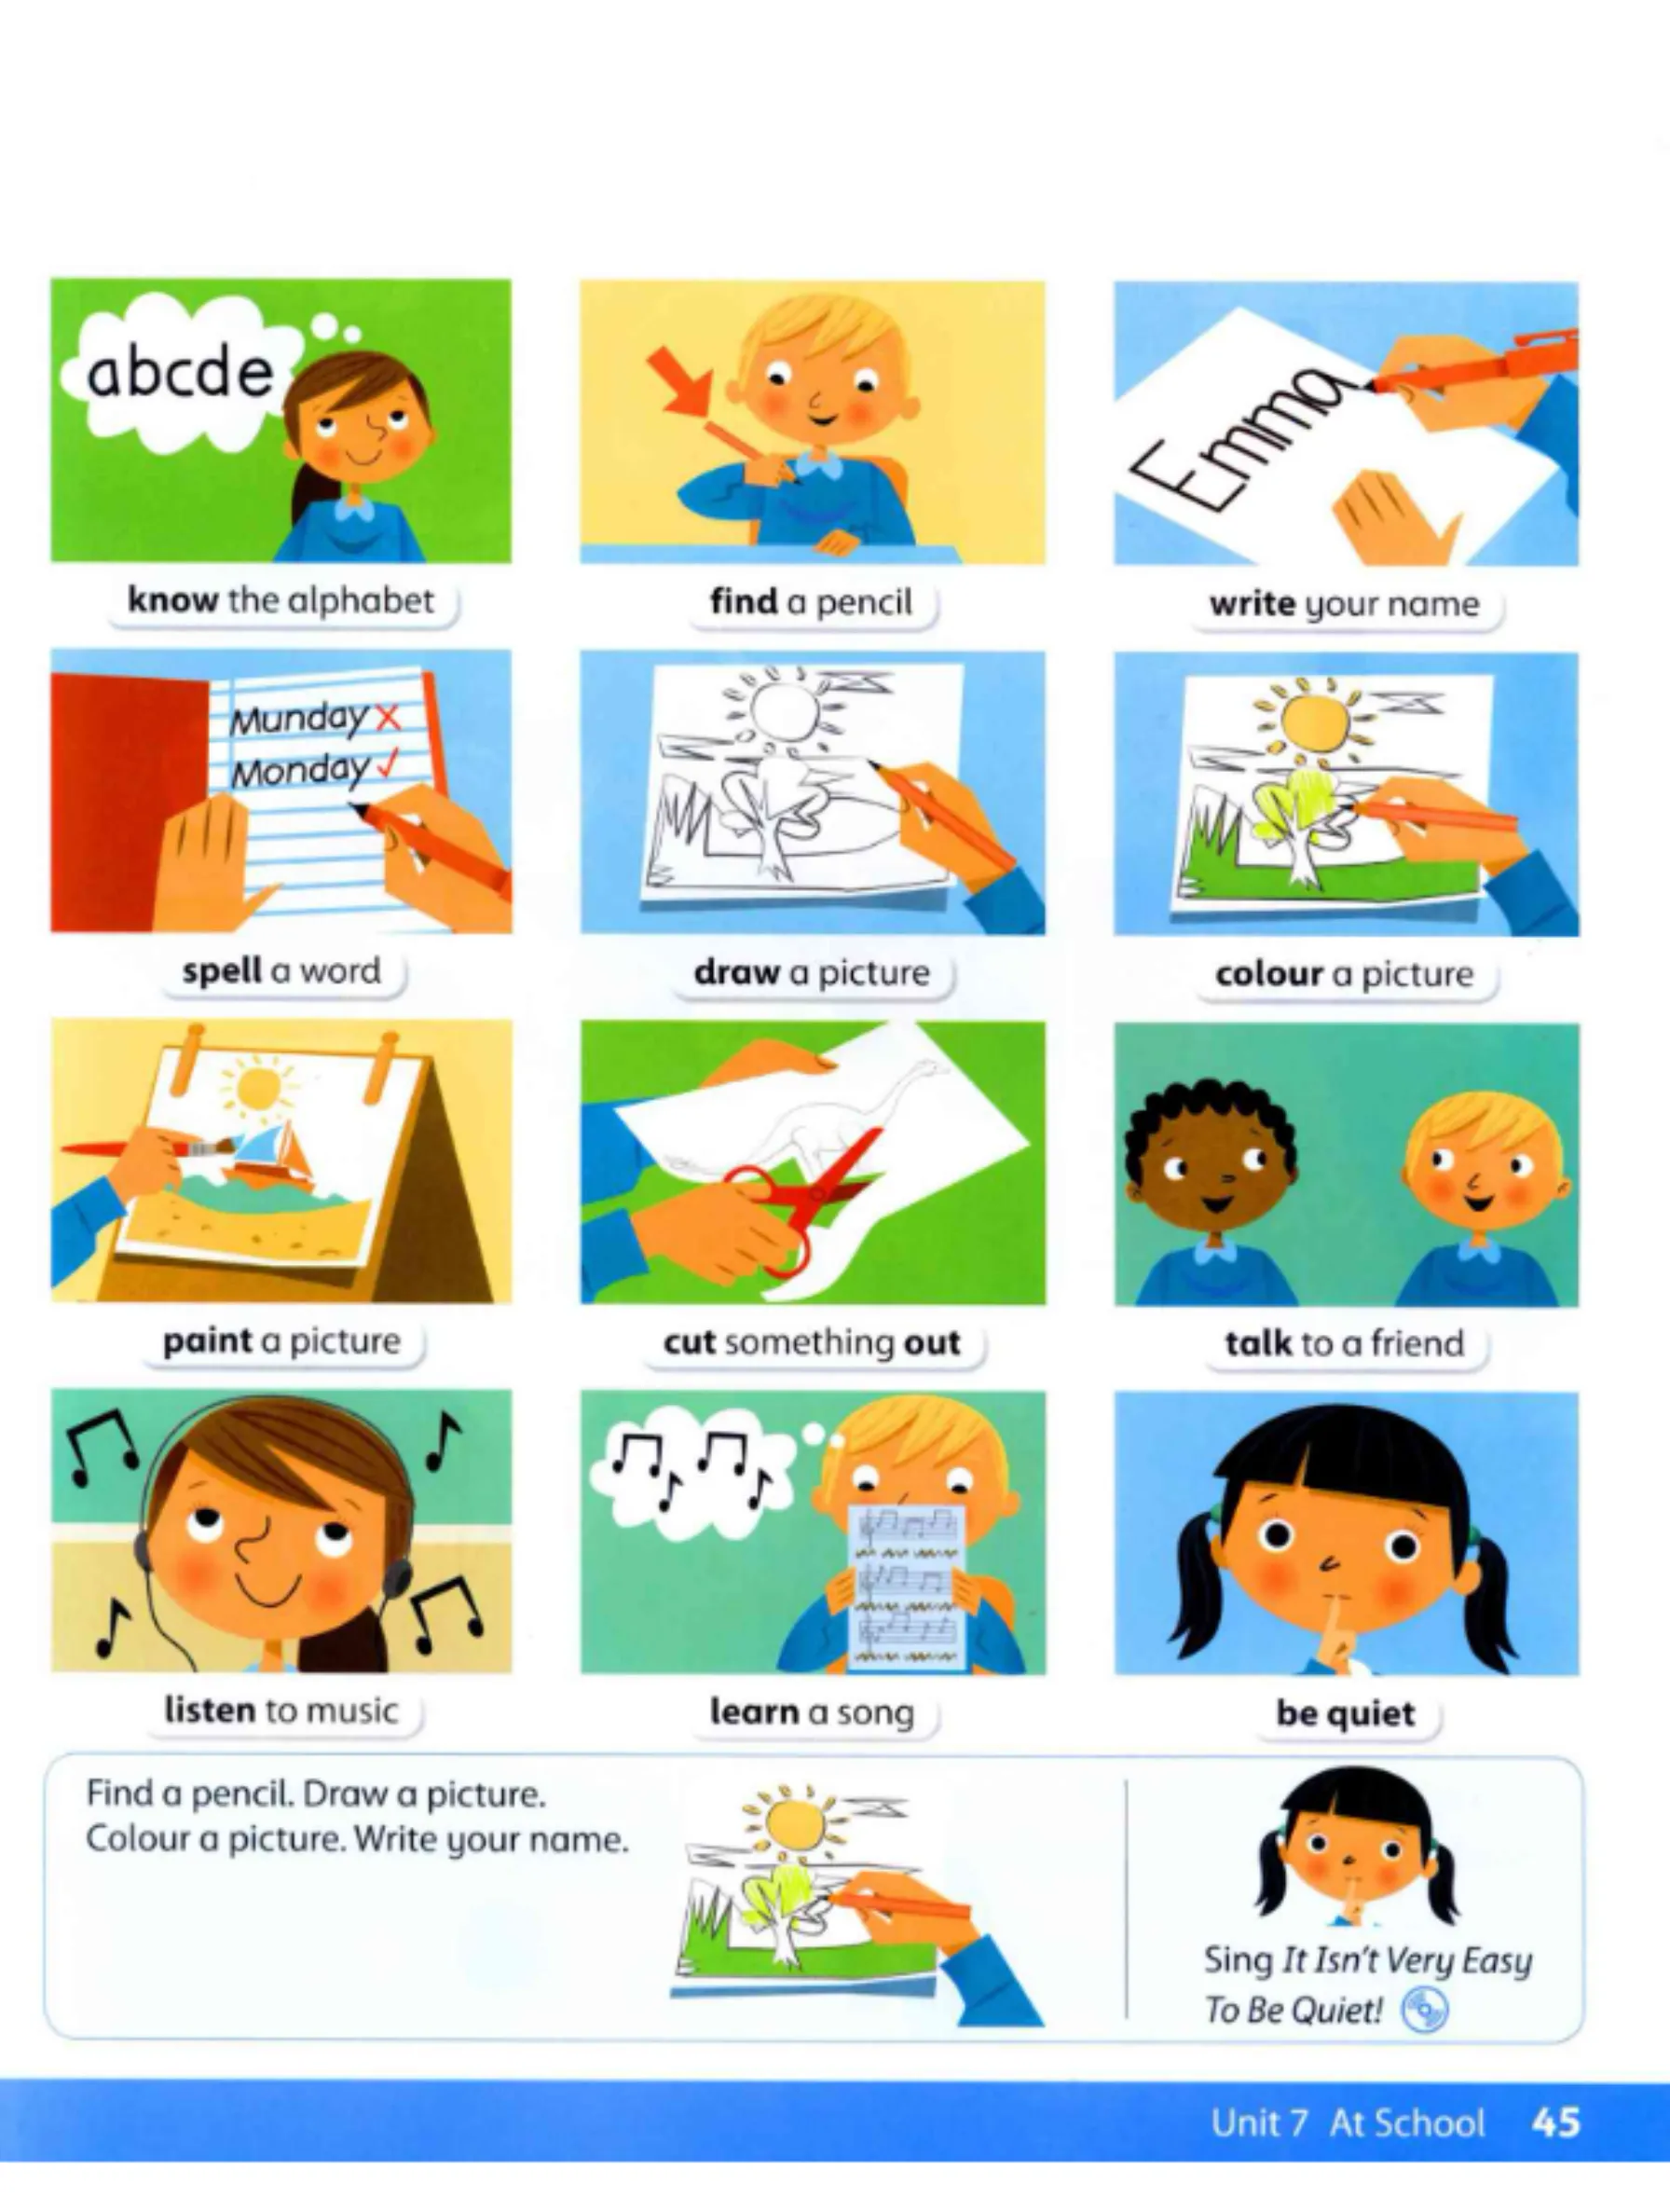 abcde
Emma
know the alphabet
find a pencil
write your name
Munday x
Monday ✓
spell a word
draw a picture
colour a picture
paint a picture
cut something out
talk to a friend
listen to music
learn a song
be quiet
Find a pencil. Draw a picture.
Colour a picture. Write your name.
Sing It Isn't Very Easy
To Be Quiet!
Unit 7 At School 45